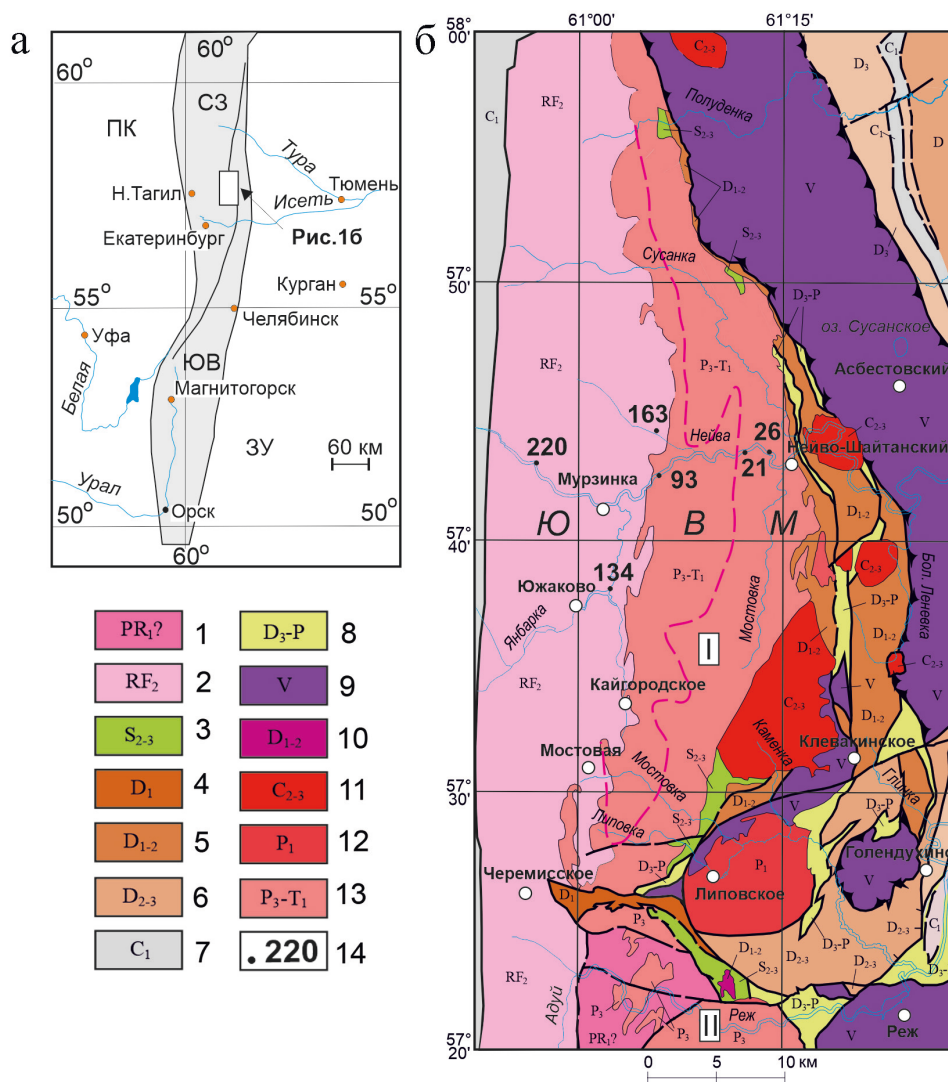 а
60°
60°
СЗ
ПК
Тура
Тюмень
Н.Тагил
Исеть
Екатеринбург
Рис.1б
Курган
55°
55°
Челябинск
Уфа
Белая
ЮВ
Магнитогорск
ЗУ
60 км
Урал
Орск
50°
50°
60°
PR₁? 1
RF₂ 2
S₂₋₃ 3
D₁ 4
D₁₋₂ 5
D₂₋₃ 6
C₁ 7
D₃-P 8
V 9
D₁₋₂ 10
C₂₋₃ 11
P₁ 12
P₃-T₁ 13
. 220 14
б
58°
00'
61°00'
61°15'
C₂₋₃
D₃
C₁
RF₂
C₁
Полуденка
S₂₋₃
C₁
D
D₁₋₂
V
S₂₋₃
D₃
Сусанка
57°
50'
D₃-P
оз. Сусанское
RF₂
P₃-T₁
Асбестовский
V
163
26
C₂₋₃
Нейва
Нейво-Шайтанский
220
Мурзинка
93
21
Ю
В
М
D₁₋₂
57°
40'
C₂₋₃
P₃-T₁
134
Южаково
D₃-P
Бол. Леневка
Янбарка
Мостовка
D₁₋₂
D₁₋₂
I
C₂₋₃
RF₂
Кайгородское
V
V
C₂₋₃
D₁₋₂
Каменка
Клевакинское
Мостовая
S₂₋₃
Мостовка
Глинка
57°
30'
D₁₋₂
V
D₃-P
Липовка
S₂₋₃
P₁
Голендухино
D₃-P
V
Черемисское
Липовское
D₁
D₂₋₃
P₃
D₃-P
C₁
D₁₋₂
D₂₋₃
RF₂
S₂₋₃
D₂₋₃
D₃-
Адуй
P₃
D₃-P
Реж
II
PR₁?
P₃
P₃
V
Реж
57°
20'
0 5 10 км